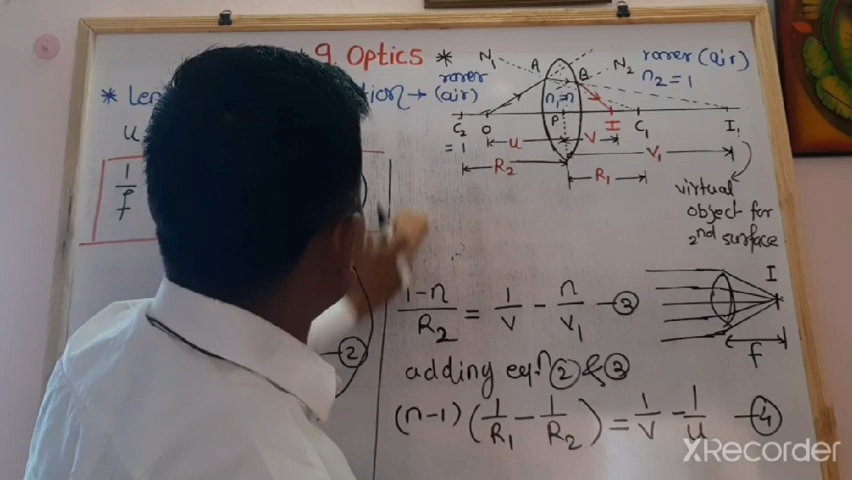 * 9. Optics *
* Len
u
1/f
N1 A B N2
rarer (air)
rarer (air) n2 = 1
n1=n
C2 O P I C1 I1
= 1 u v
R2 v1
R1
virtual object for 2nd surface
(1-n)/R2 = 1/v - n/v1 — ③
I
f
②
adding eqn ② & ③
(n-1) (1/R1 - 1/R2) = 1/v - 1/u — ④
XRecorder